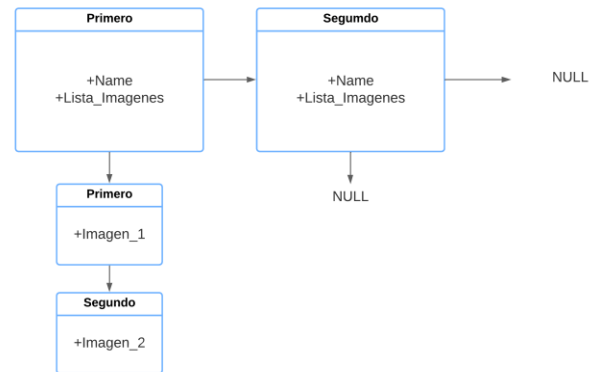 Primero
+Name
+Lista_Imagenes
Segumdo
+Name
+Lista_Imagenes
NULL
NULL
Primero
+Imagen_1
Segundo
+Imagen_2